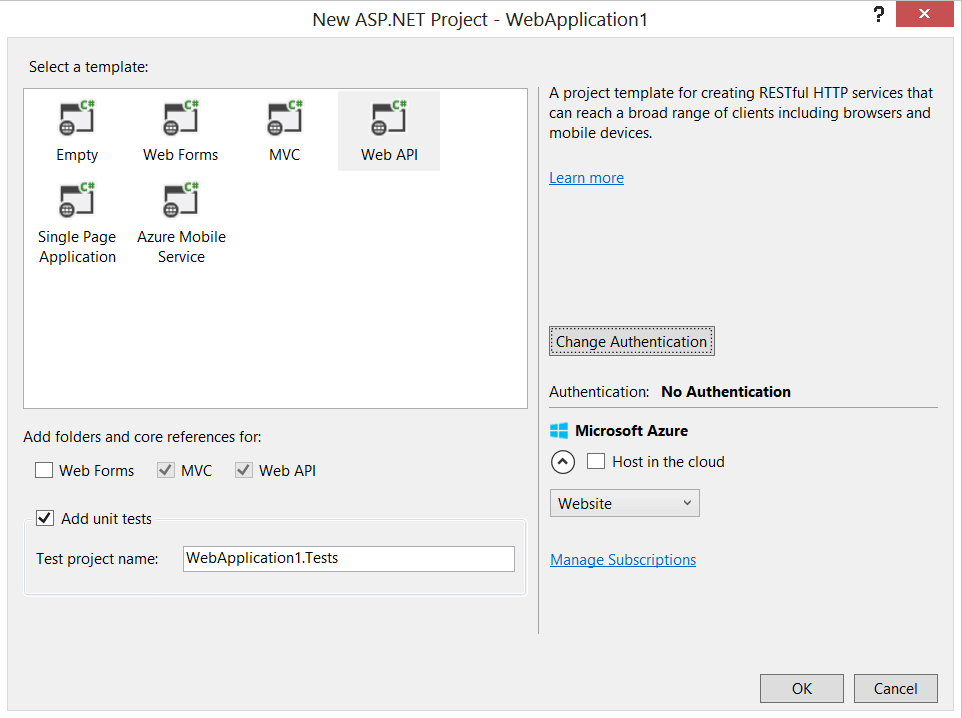 New ASP.NET Project - WebApplication1
?
Select a template:
C# C# C# C#
Empty Web Forms MVC Web API
C# C#
Single Page Azure Mobile
Application Service
A project template for creating RESTful HTTP services that
can reach a broad range of clients including browsers and
mobile devices.
Learn more
Change Authentication
Authentication: No Authentication
Microsoft Azure
Host in the cloud
Website
Manage Subscriptions
Add folders and core references for:
Web Forms MVC Web API
Add unit tests
Test project name: WebApplication1.Tests
OK Cancel